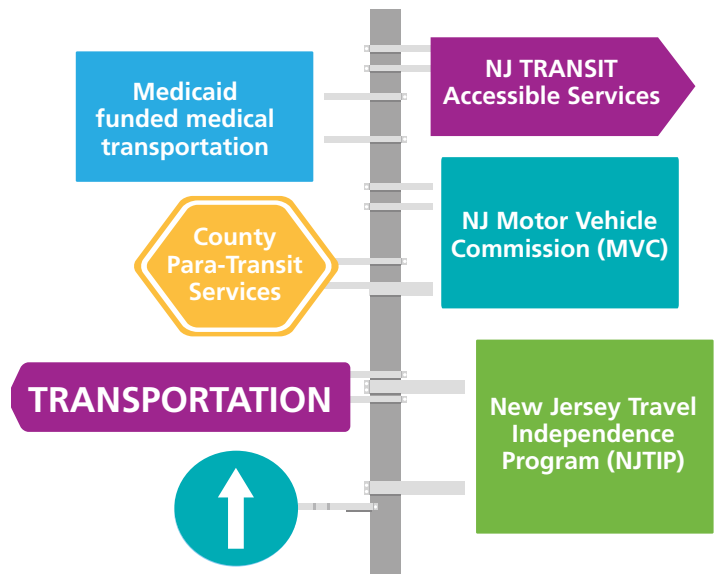 NJ TRANSIT
Accessible Services
Medicaid
funded medical
transportation
NJ Motor Vehicle
Commission (MVC)
County
Para-Transit
Services
TRANSPORTATION
New Jersey Travel
Independence
Program (NJTIP)